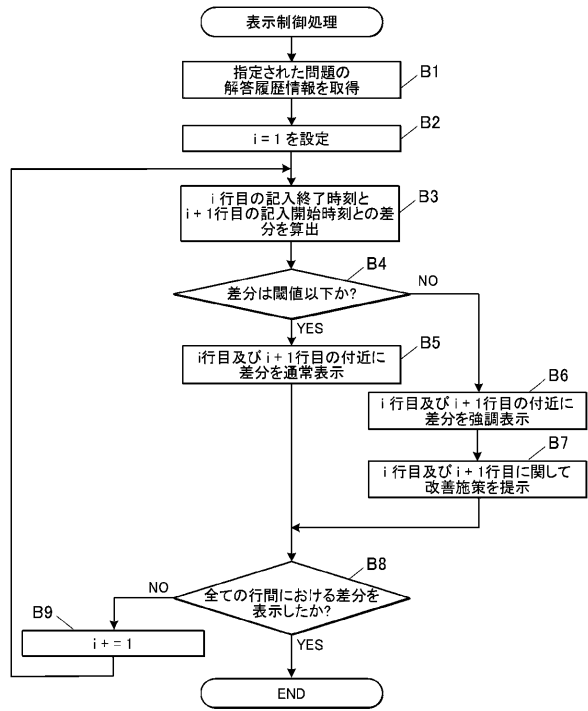 表示制御処理
指定された問題の
解答履歴情報を取得
B1
i = 1 を設定
B2
i 行目の記入終了時刻と
i + 1行目の記入開始時刻との差
分を算出
B3
差分は閾値以下か?
B4
NO
YES
i行目及び i + 1行目の付近に
差分を通常表示
B5
i 行目及び i + 1行目の付近に
差分を強調表示
B6
i 行目及び i + 1行目に関して
改善施策を提示
B7
全ての行間における差分を
表示したか?
B8
NO
YES
B9
i + = 1
END